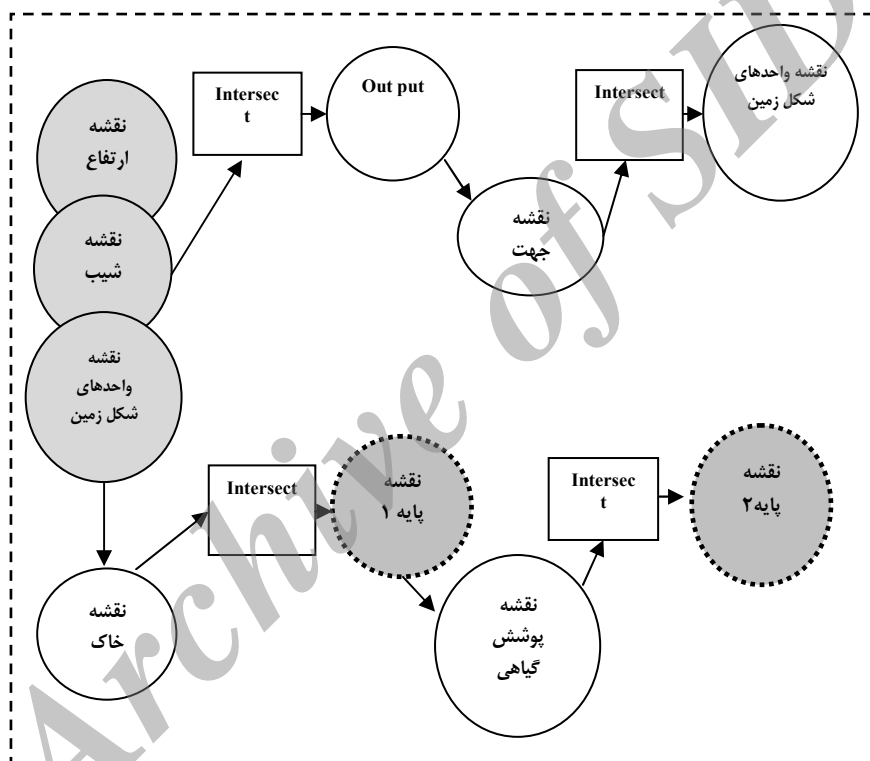 نقشه
ارتفاع
نقشه
شیب
نقشه
واحدهای
شکل زمین
Intersec
t
Out put
نقشه
جهت
Intersect
نقشه واحدهای
شکل زمین
نقشه
خاک
Intersect
نقشه
پایه ۱
نقشه
پوشش
گیاهی
Intersec
t
نقشه
پایه۲
Archive of SID